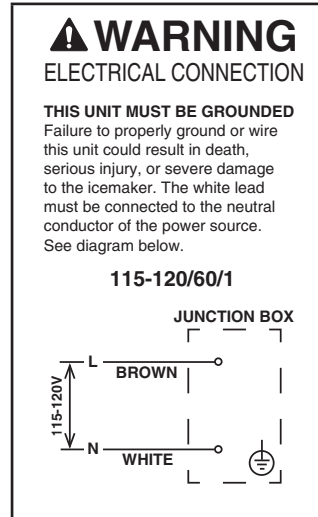 WARNING
ELECTRICAL CONNECTION
THIS UNIT MUST BE GROUNDED
Failure to properly ground or wire
this unit could result in death,
serious injury, or severe damage
to the icemaker. The white lead
must be connected to the neutral
conductor of the power source.
See diagram below.
115-120/60/1
JUNCTION BOX
L
BROWN
115-120V
N
WHITE